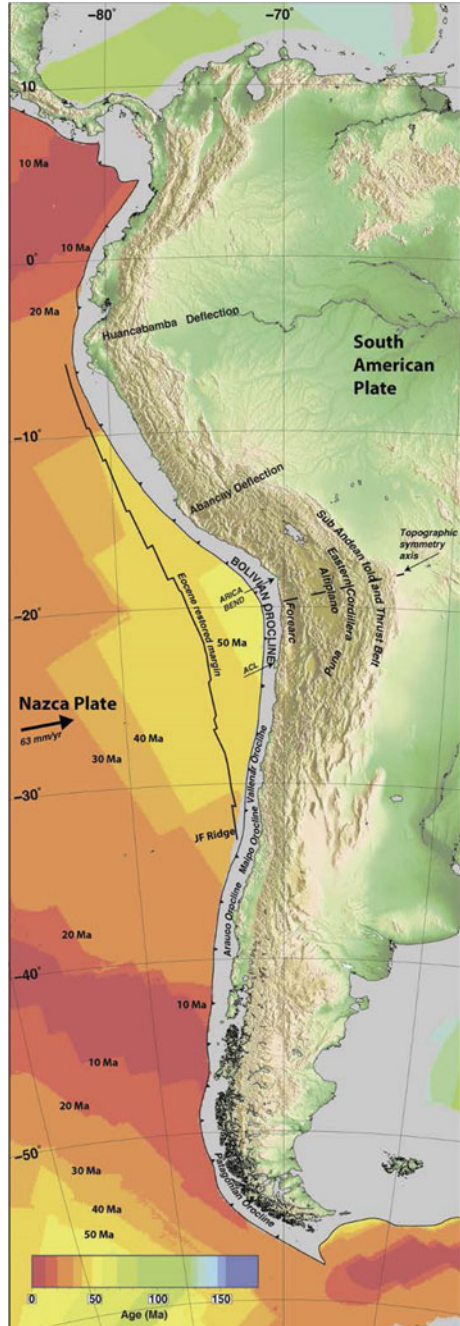 −80°
−70°
10
10 Ma
10 Ma
0°
20 Ma
Huancabamba Deflection
South
American
Plate
−10°
Abancay Deflection
Sub Andean fold and Thrust Belt
Topographic
symmetry
axis
Eastern Cordillera
Altiplano
BOLIVIAN OROCLINE
ARICA
BEND
−20°
Forearc
Eocene restored margin
50 Ma
Puna
ACL
Nazca Plate
63 mm/yr
40 Ma
30 Ma
−30°
Vallenar Orocline
JF Ridge
Maipo Orocline
Arauco Orocline
20 Ma
−40°
10 Ma
10 Ma
20 Ma
−50°
30 Ma
Patagonian Orocline
40 Ma
50 Ma
0
50
100
150
Age (Ma)
−80
−70